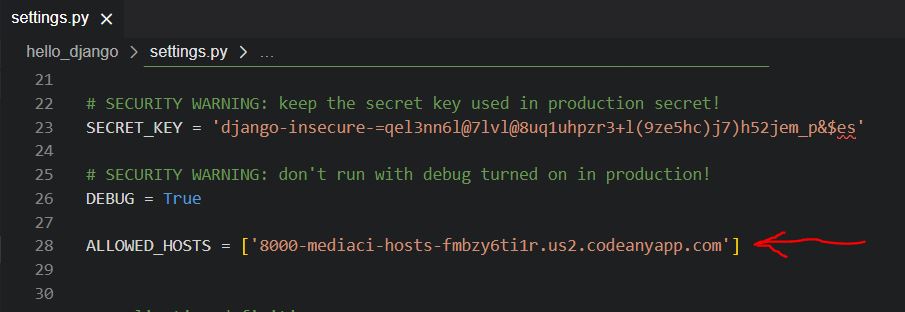 settings.py ×
hello_django > settings.py > ...
21
22 # SECURITY WARNING: keep the secret key used in production secret!
23 SECRET_KEY = 'django-insecure-=qel3nn6l@7lvl@8uq1uhpzr3+l(9ze5hc)j7)h52jem_p&$es'
24
25 # SECURITY WARNING: don't run with debug turned on in production!
26 DEBUG = True
27
28 ALLOWED_HOSTS = ['8000-mediaci-hosts-fmbzy6ti1r.us2.codeanyapp.com']
29
30